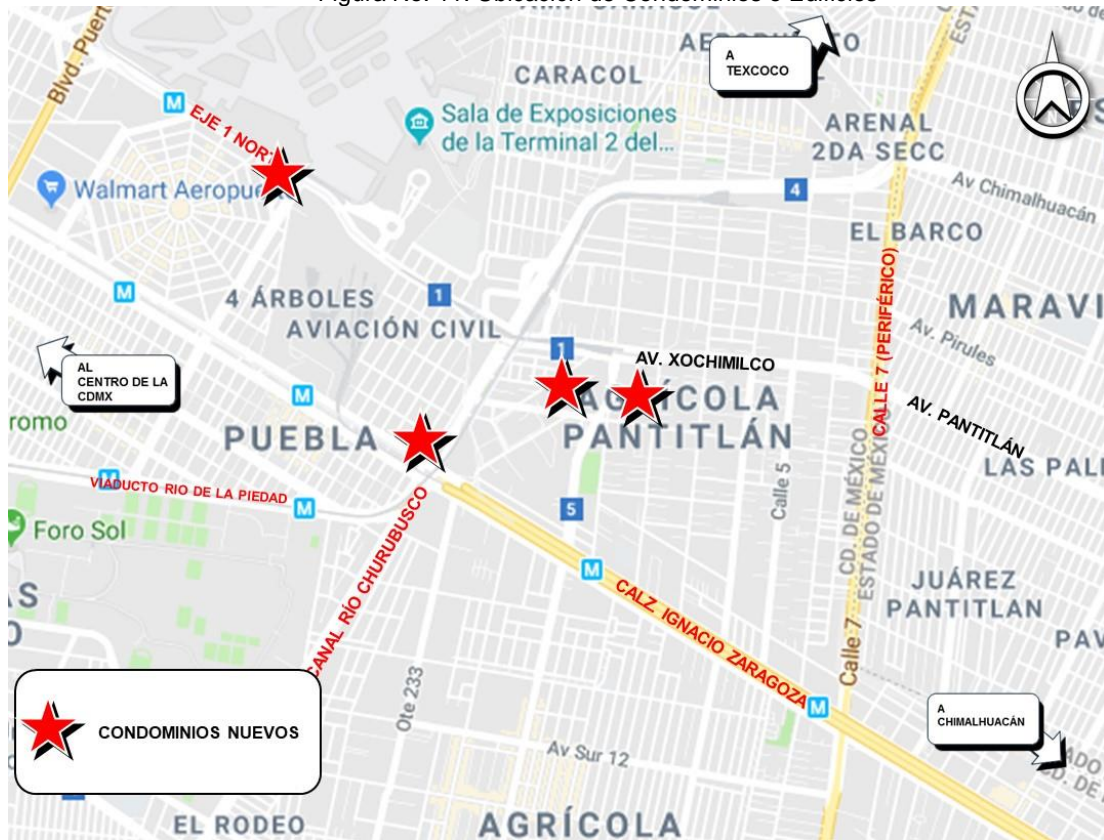 Blvd. Puert
A
TEXCOCO
CARACOL
M
EJE 1 NORT
Sala de Exposiciones
de la Terminal 2 del...
ARENAL
2DA SECC
Walmart Aeropue
4
Av Chimalhuacán
EL BARCO
M
4 ÁRBOLES
1
AVIACIÓN CIVIL
MARAVI
CALLE 7 (PERIFÉRICO)
Av. Pirules
AL
CENTRO DE LA
CDMX
1
AV. XOCHIMILCO
M
romo
PUEBLA
AGRÍCOLA
PANTITLÁN
AV. PANTITLÁN
LAS PAL
VIADUCTO RIO DE LA PIEDAD
M
Calle 5
CD. DE MÉXICO
ESTADO DE MÉXICO
Foro Sol
5
M
CANAL RÍO CHURUBUSCO
CALZ. IGNACIO ZARAGOZA
JUÁREZ
PANTITLAN
PAV
AS
O
Ote 233
Calle 7
M
CONDOMINIOS NUEVOS
A
CHIMALHUACÁN
Av Sur 12
EL RODEO
AGRÍCOLA